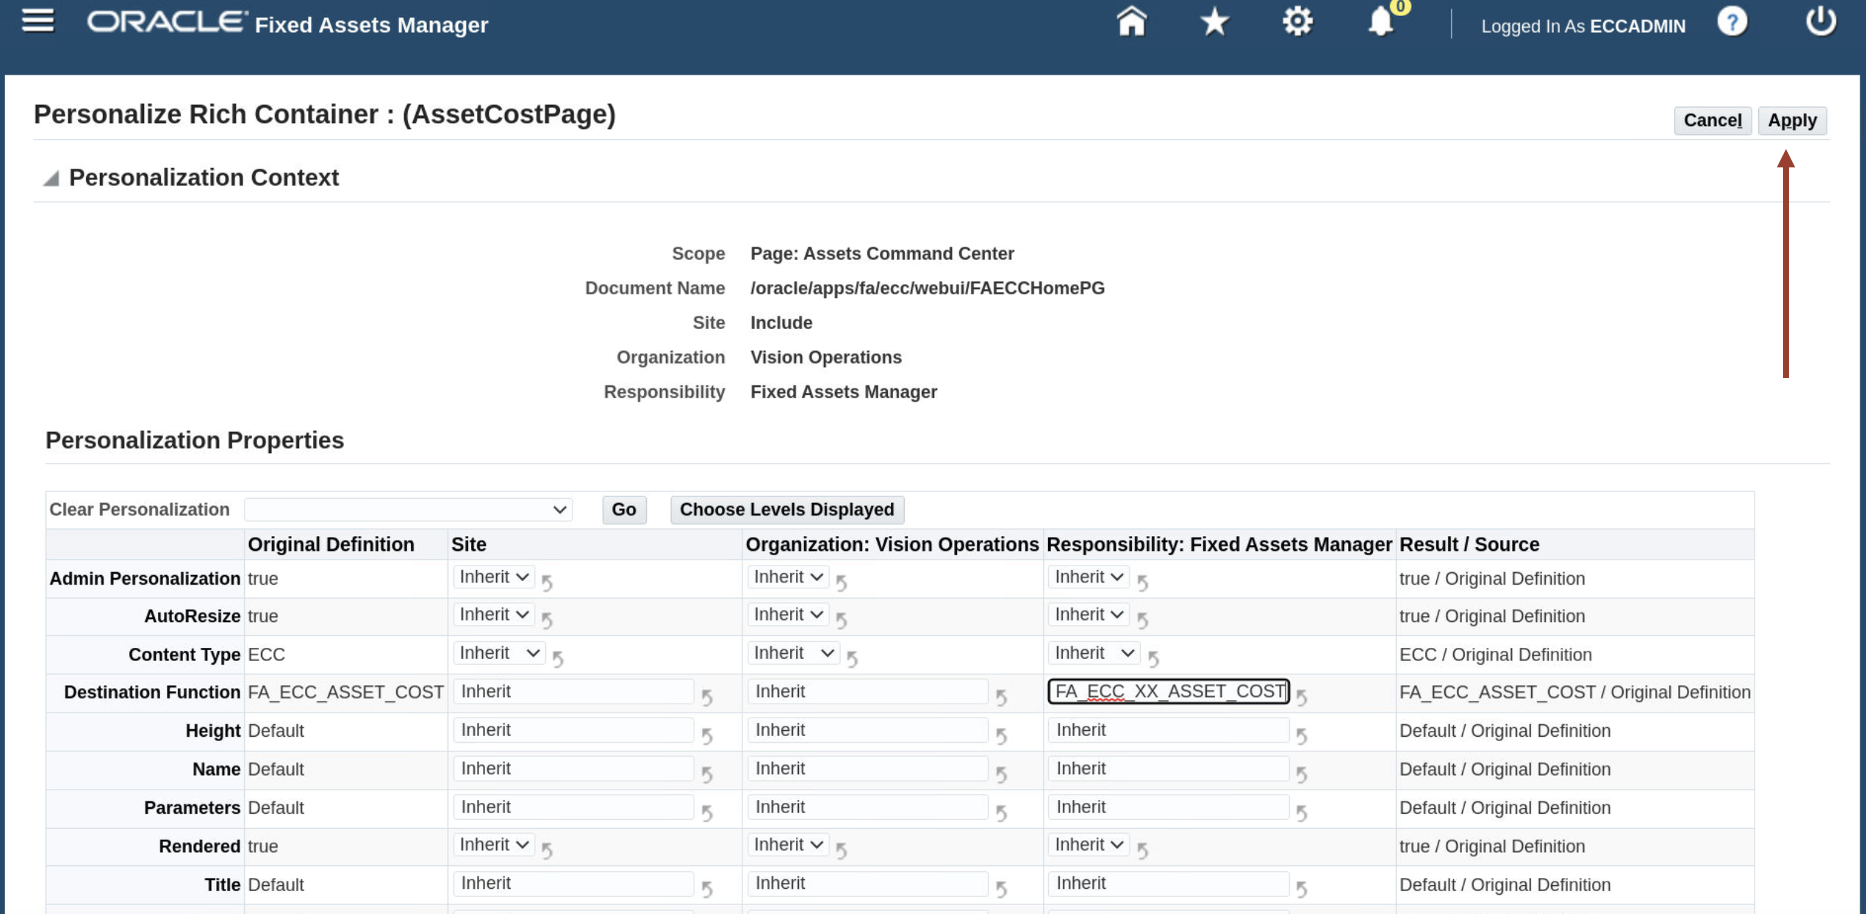 ORACLE Fixed Assets Manager 0 Logged In As ECCADMIN ?
Personalize Rich Container : (AssetCostPage) Cancel Apply
Personalization Context
Scope Page: Assets Command Center
Document Name /oracle/apps/fa/ecc/webui/FAECCHomePG
Site Include
Organization Vision Operations
Responsibility Fixed Assets Manager
Personalization Properties
Clear Personalization Go Choose Levels Displayed
Original Definition Site Organization: Vision Operations Responsibility: Fixed Assets Manager Result / Source
Admin Personalization true Inherit Inherit Inherit true / Original Definition
AutoResize true Inherit Inherit Inherit true / Original Definition
Content Type ECC Inherit Inherit Inherit ECC / Original Definition
Destination Function FA_ECC_ASSET_COST Inherit Inherit FA_ECC_XX_ASSET_COST FA_ECC_ASSET_COST / Original Definition
Height Default Inherit Inherit Inherit Default / Original Definition
Name Default Inherit Inherit Inherit Default / Original Definition
Parameters Default Inherit Inherit Inherit Default / Original Definition
Rendered true Inherit Inherit Inherit true / Original Definition
Title Default Inherit Inherit Inherit Default / Original Definition